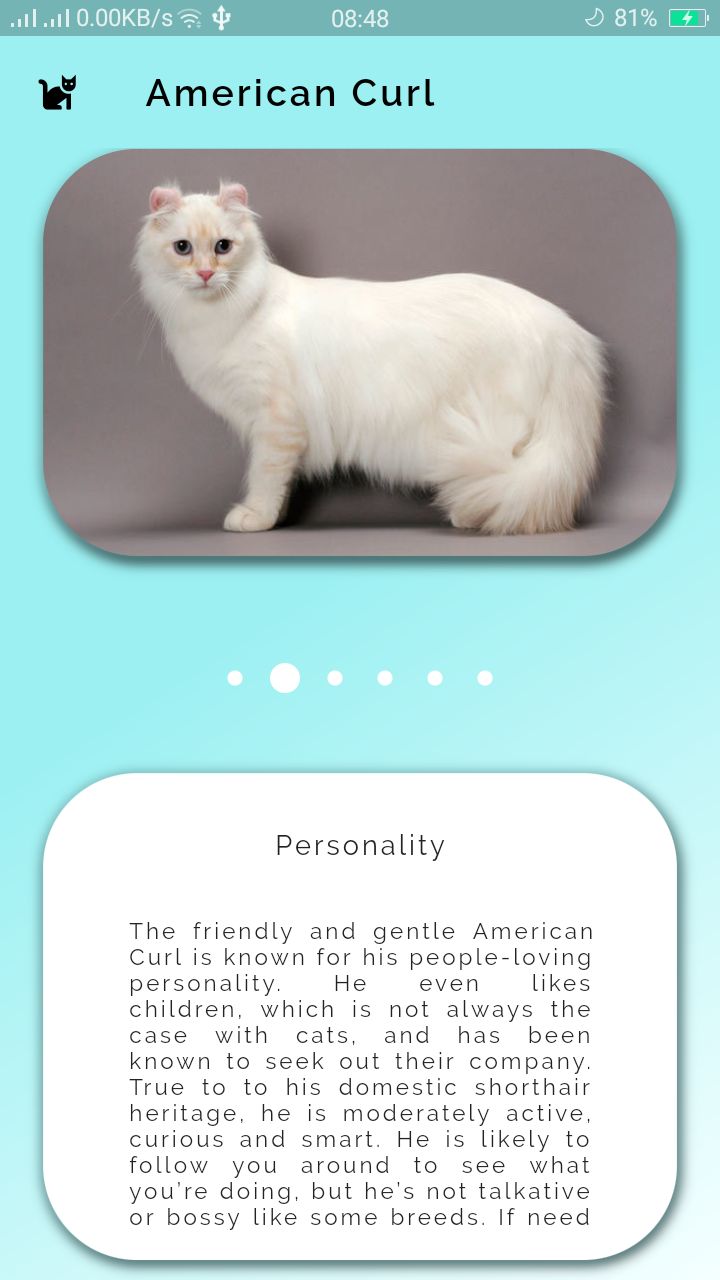 0.00KB/s 08:48 81%
American Curl
Personality
The friendly and gentle American
Curl is known for his people-loving
personality. He even likes
children, which is not always the
case with cats, and has been
known to seek out their company.
True to to his domestic shorthair
heritage, he is moderately active,
curious and smart. He is likely to
follow you around to see what
you’re doing, but he’s not talkative
or bossy like some breeds. If need